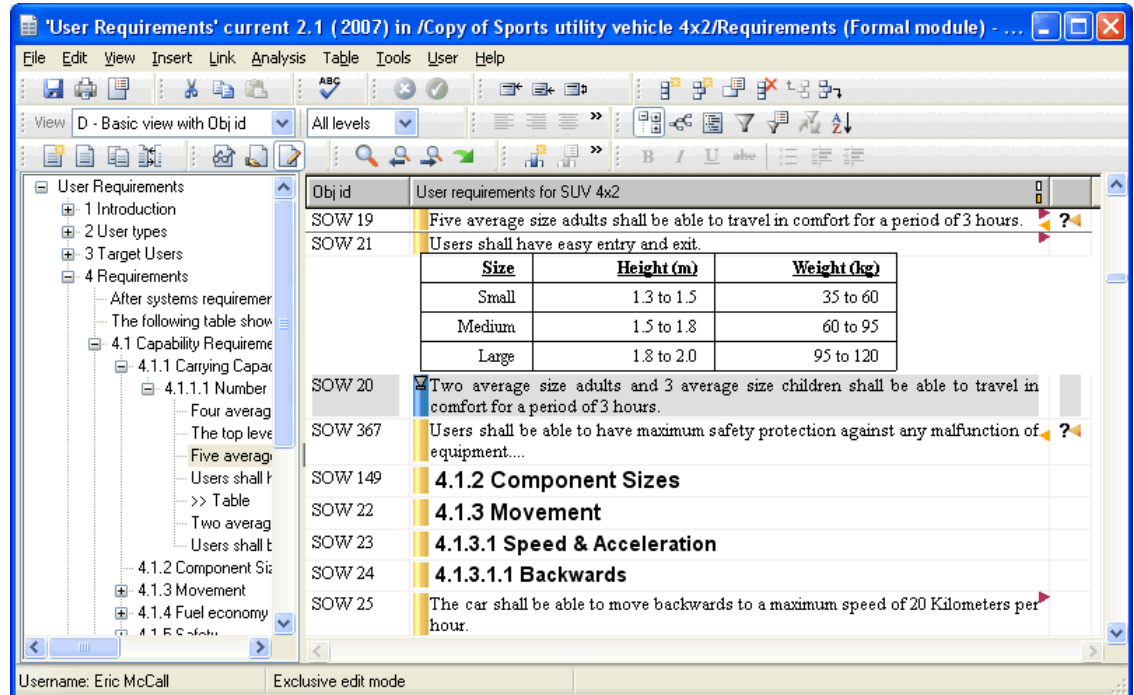 'User Requirements' current 2.1 (2007) in /Copy of Sports utility vehicle 4x2/Requirements (Formal module) - ...
File Edit View Insert Link Analysis Table Tools User Help
ABC
View D - Basic view with Obj id All levels »
» B I U abc
User Requirements
1 Introduction
2 User types
3 Target Users
4 Requirements
After systems requiremer
The following table show
4.1 Capability Requireme
4.1.1 Carrying Capac
4.1.1.1 Number
Four averag
The top leve
Five average
Users shall h
>> Table
Two averag
Users shall b
4.1.2 Component Siz
4.1.3 Movement
4.1.4 Fuel economy
4.1.5 Safety
Obj id User requirements for SUV 4x2
SOW 19 Five average size adults shall be able to travel in comfort for a period of 3 hours. ?
SOW 21 Users shall have easy entry and exit.
Size Height (m) Weight (kg)
Small 1.3 to 1.5 35 to 60
Medium 1.5 to 1.8 60 to 95
Large 1.8 to 2.0 95 to 120
SOW 20 Two average size adults and 3 average size children shall be able to travel in
comfort for a period of 3 hours.
SOW 367 Users shall be able to have maximum safety protection against any malfunction of ?
equipment....
SOW 149 4.1.2 Component Sizes
SOW 22 4.1.3 Movement
SOW 23 4.1.3.1 Speed & Acceleration
SOW 24 4.1.3.1.1 Backwards
SOW 25 The car shall be able to move backwards to a maximum speed of 20 Kilometers per
hour.
Username: Eric McCall Exclusive edit mode